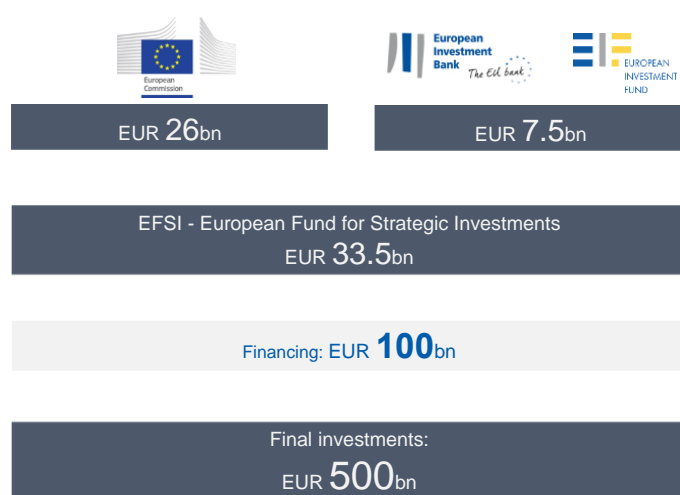 European
Commission
European
Investment
Bank
The EU bank
EUROPEAN
INVESTMENT
FUND
EUR 26bn
EUR 7.5bn
EFSI - European Fund for Strategic Investments
EUR 33.5bn
Financing: EUR 100bn
Final investments:
EUR 500bn